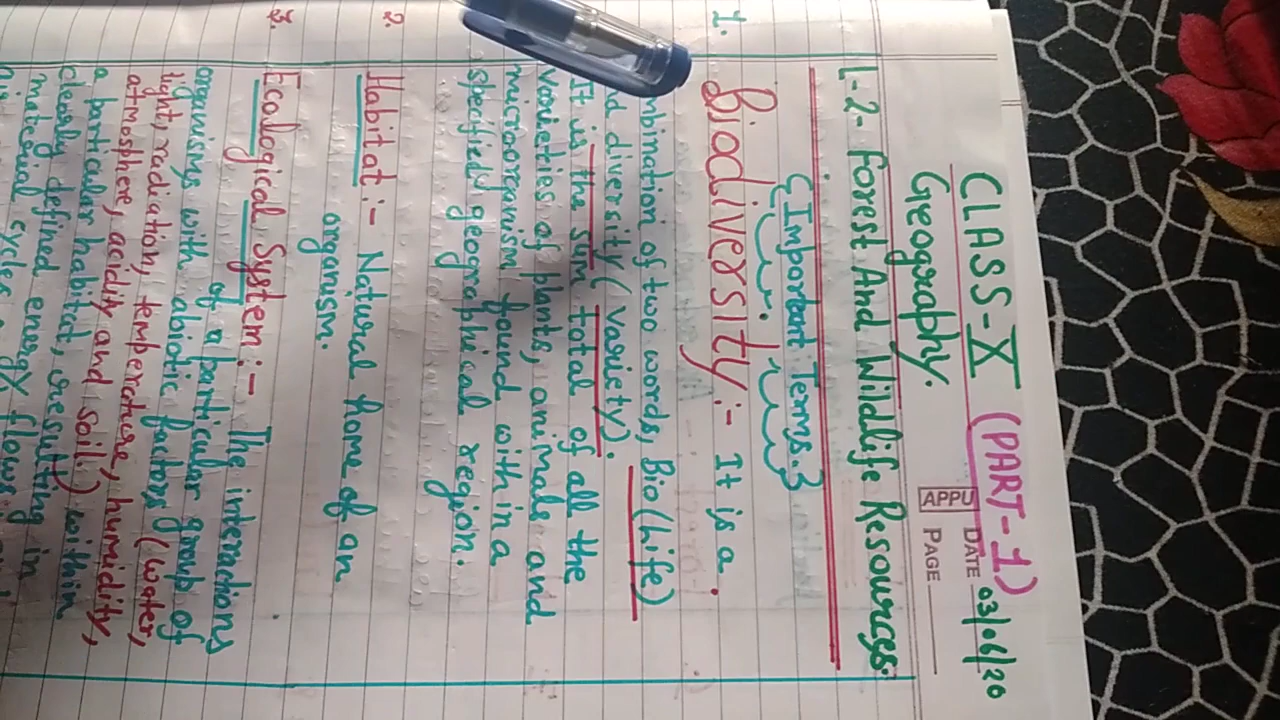 CLASS-X (PART-1)
Geography.
APPU DATE 03/06/20
PAGE
L-2- Forest And Wildlife Resources.
{Important Terms.}
1. Biodiversity:- It is a
mbination of two words, Bio (Life)
d diversity (Variety).
It is the sum total of all the
varieties of plants, animals and
microorganism found with in a
specified geographical region.
2. Habitat:- Natural home of an
organism.
3. Ecological System:- The interactions
of a particular group of
organisms with abiotic factors (water,
light, radiation, temperature, humidity,
atmosphere, acidity and soil.) within
a particular habitat, resulting in
clearly defined energy flows
material cycles